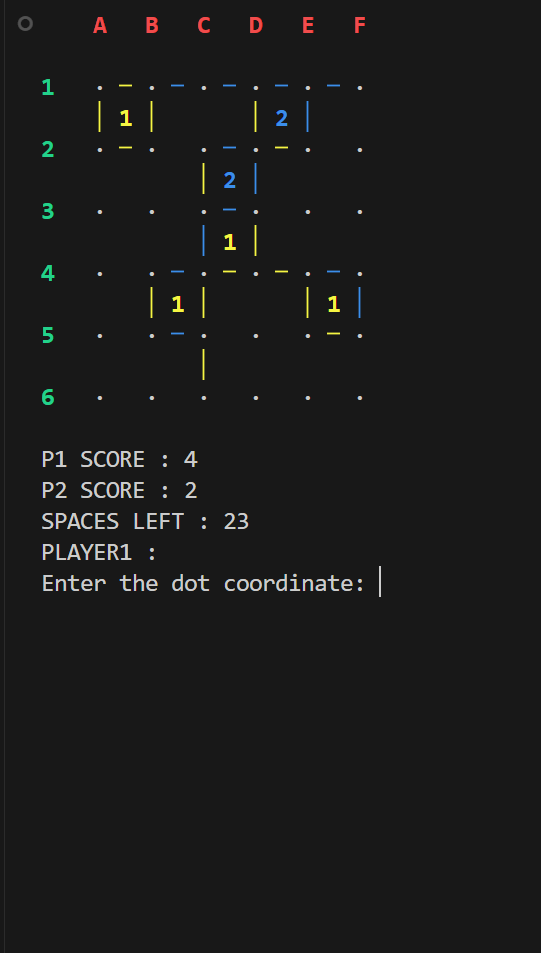 A B C D E F
1 . – . – . – . – . – .
| 1 | | 2 |
2 . – . . – . – . .
| 2 |
3 . . . – . . .
| 1 |
4 . . – . – . – . – .
| 1 | | 1 |
5 . . – . . . – .
|
6 . . . . . .
P1 SCORE : 4
P2 SCORE : 2
SPACES LEFT : 23
PLAYER1 :
Enter the dot coordinate: